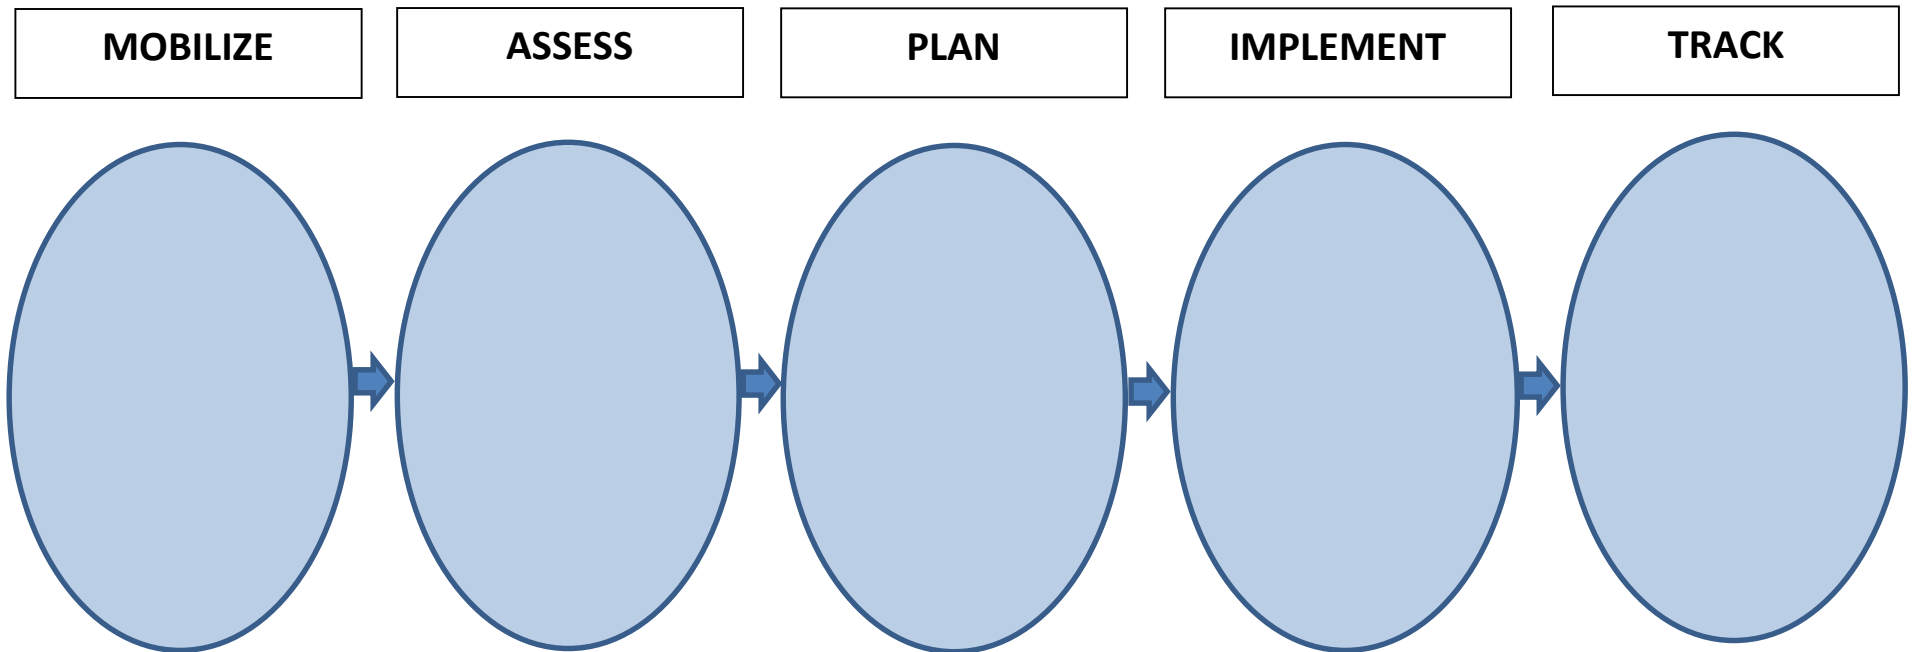 MOBILIZE
ASSESS
PLAN
IMPLEMENT
TRACK